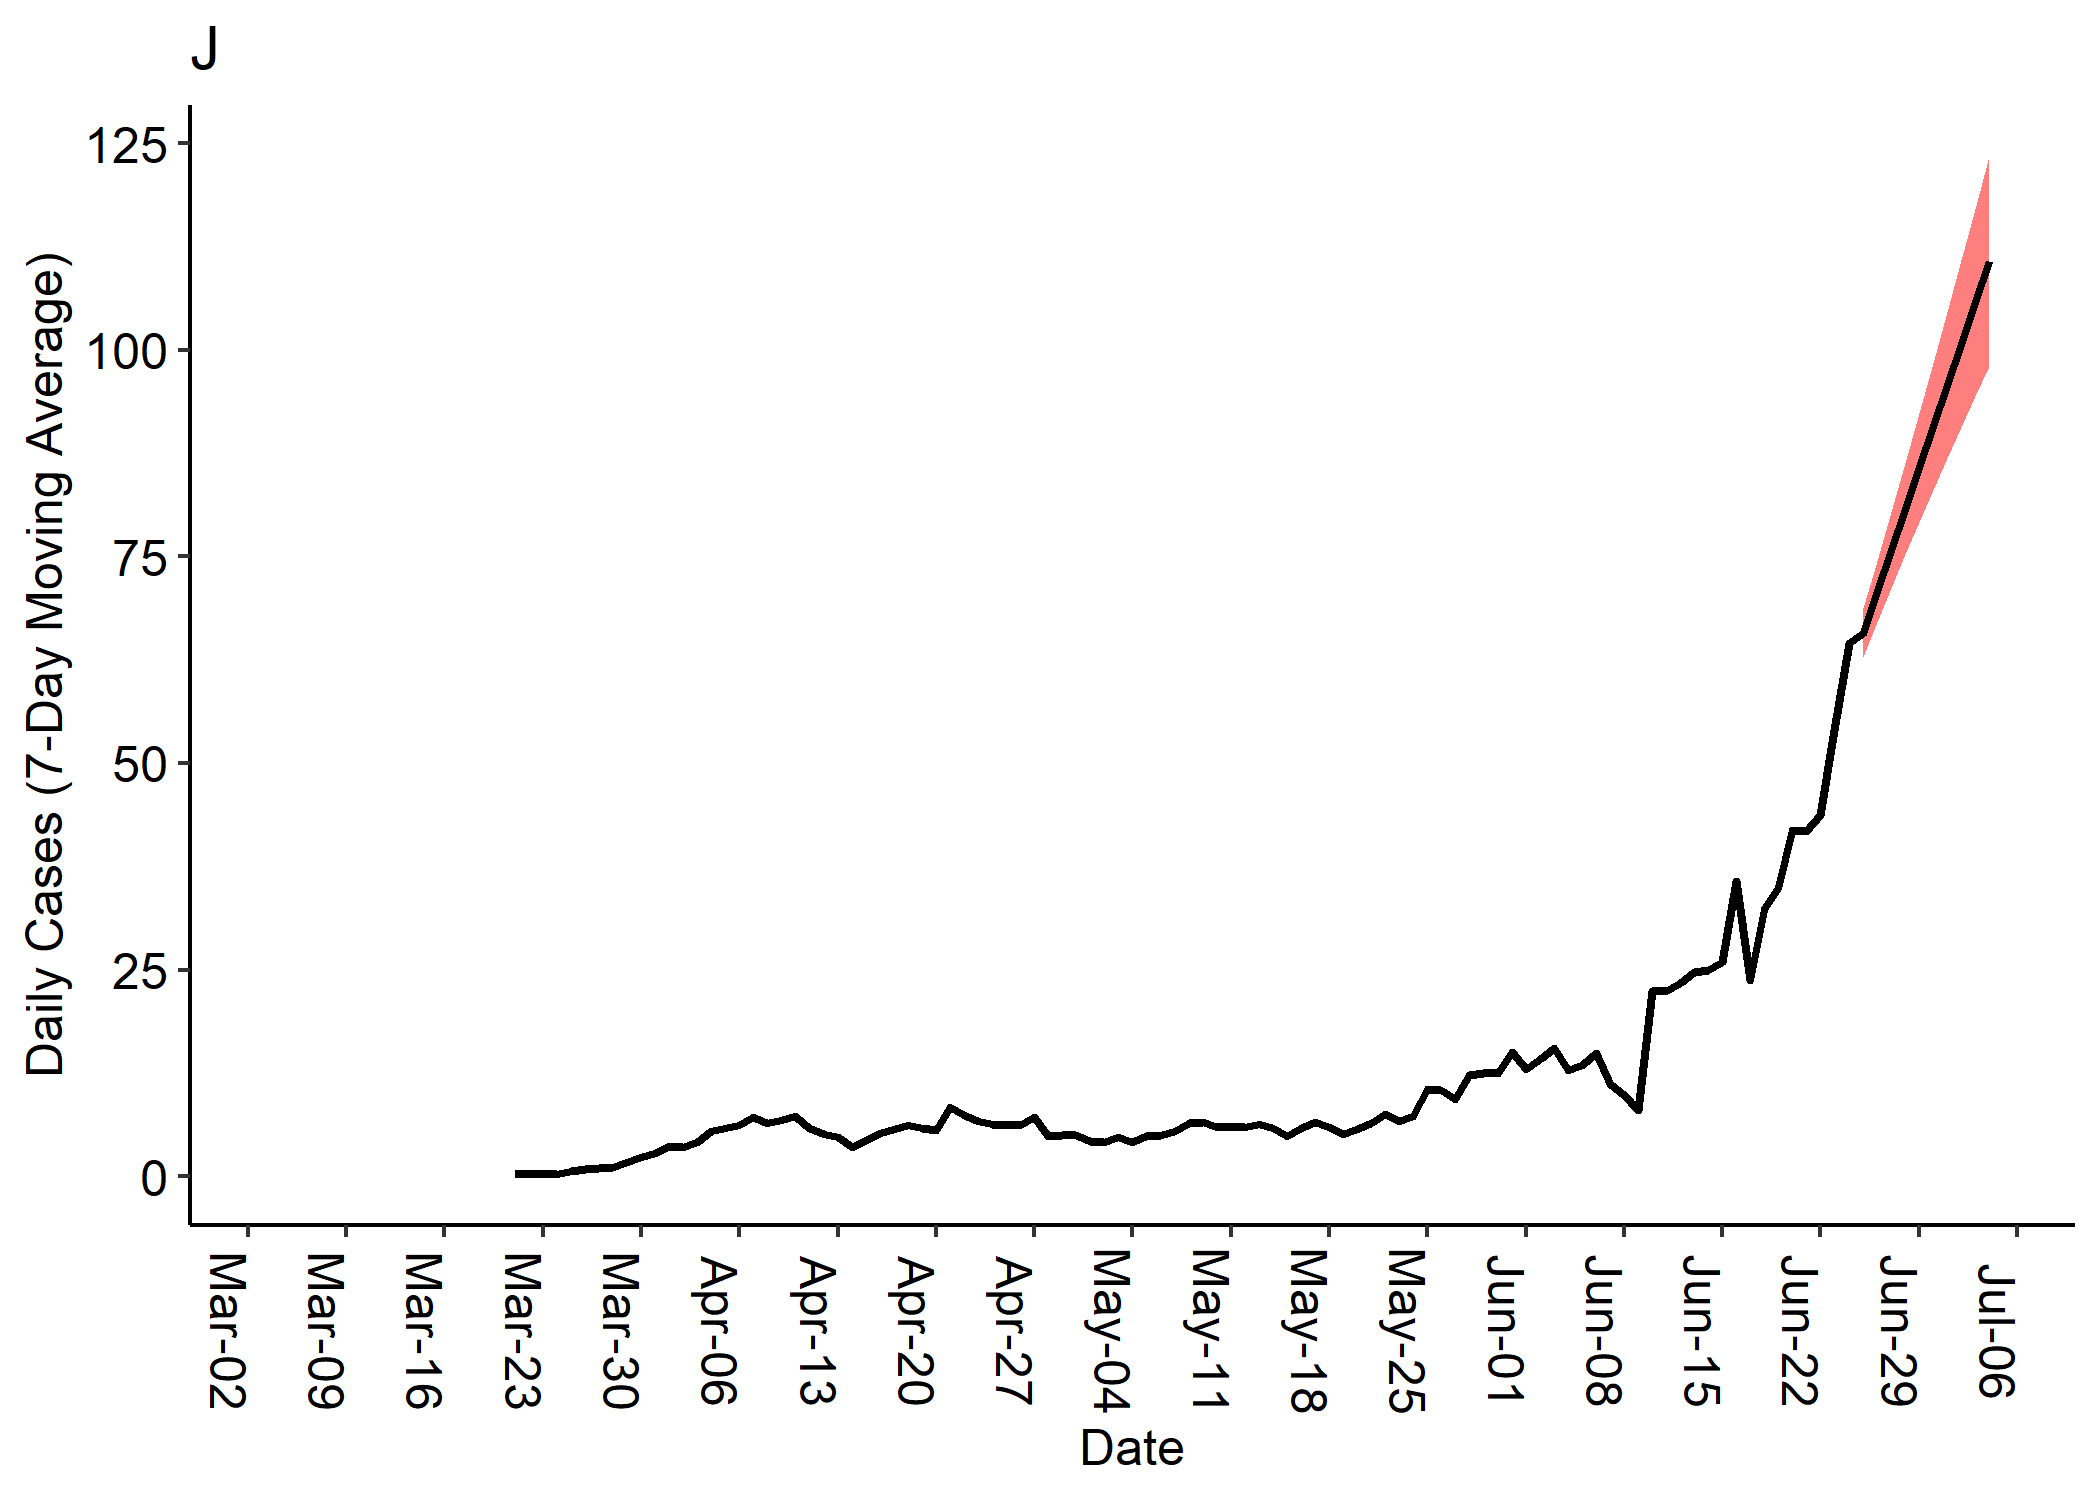 J
125
100
75
50
25
0
Daily Cases (7-Day Moving Average)
Mar-02
Mar-09
Mar-16
Mar-23
Mar-30
Apr-06
Apr-13
Apr-20
Apr-27
May-04
May-11
May-18
May-25
Jun-01
Jun-08
Jun-15
Jun-22
Jun-29
Jul-06
Date